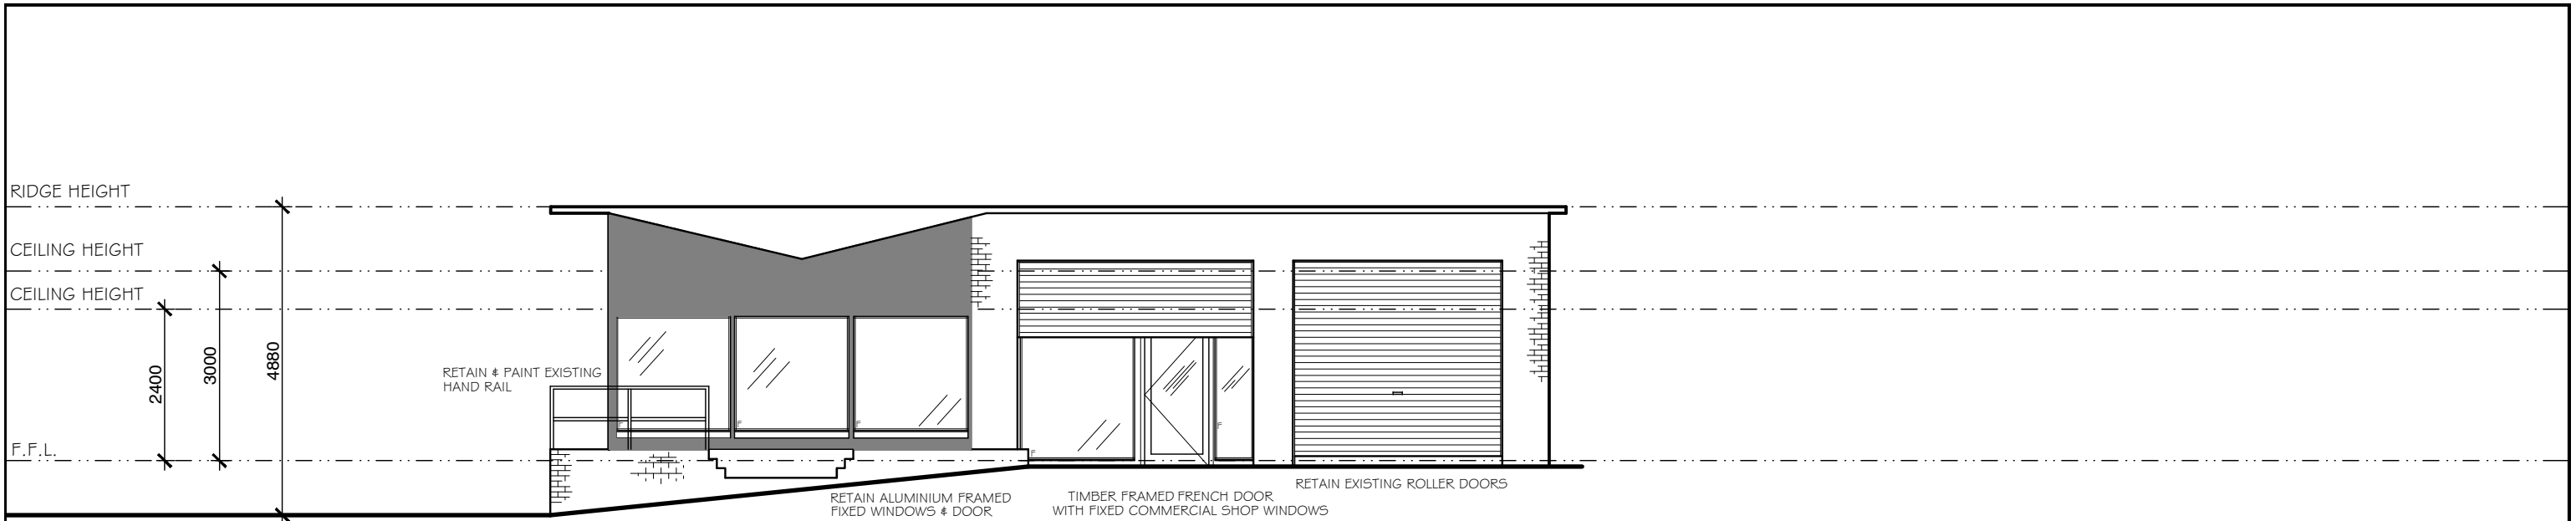 RIDGE HEIGHT
CEILING HEIGHT
CEILING HEIGHT
F.F.L.
2400
3000
4880
RETAIN & PAINT EXISTING
HAND RAIL
F
F
F
F
F
RETAIN ALUMINIUM FRAMED
FIXED WINDOWS & DOOR
TIMBER FRAMED FRENCH DOOR
WITH FIXED COMMERCIAL SHOP WINDOWS
RETAIN EXISTING ROLLER DOORS